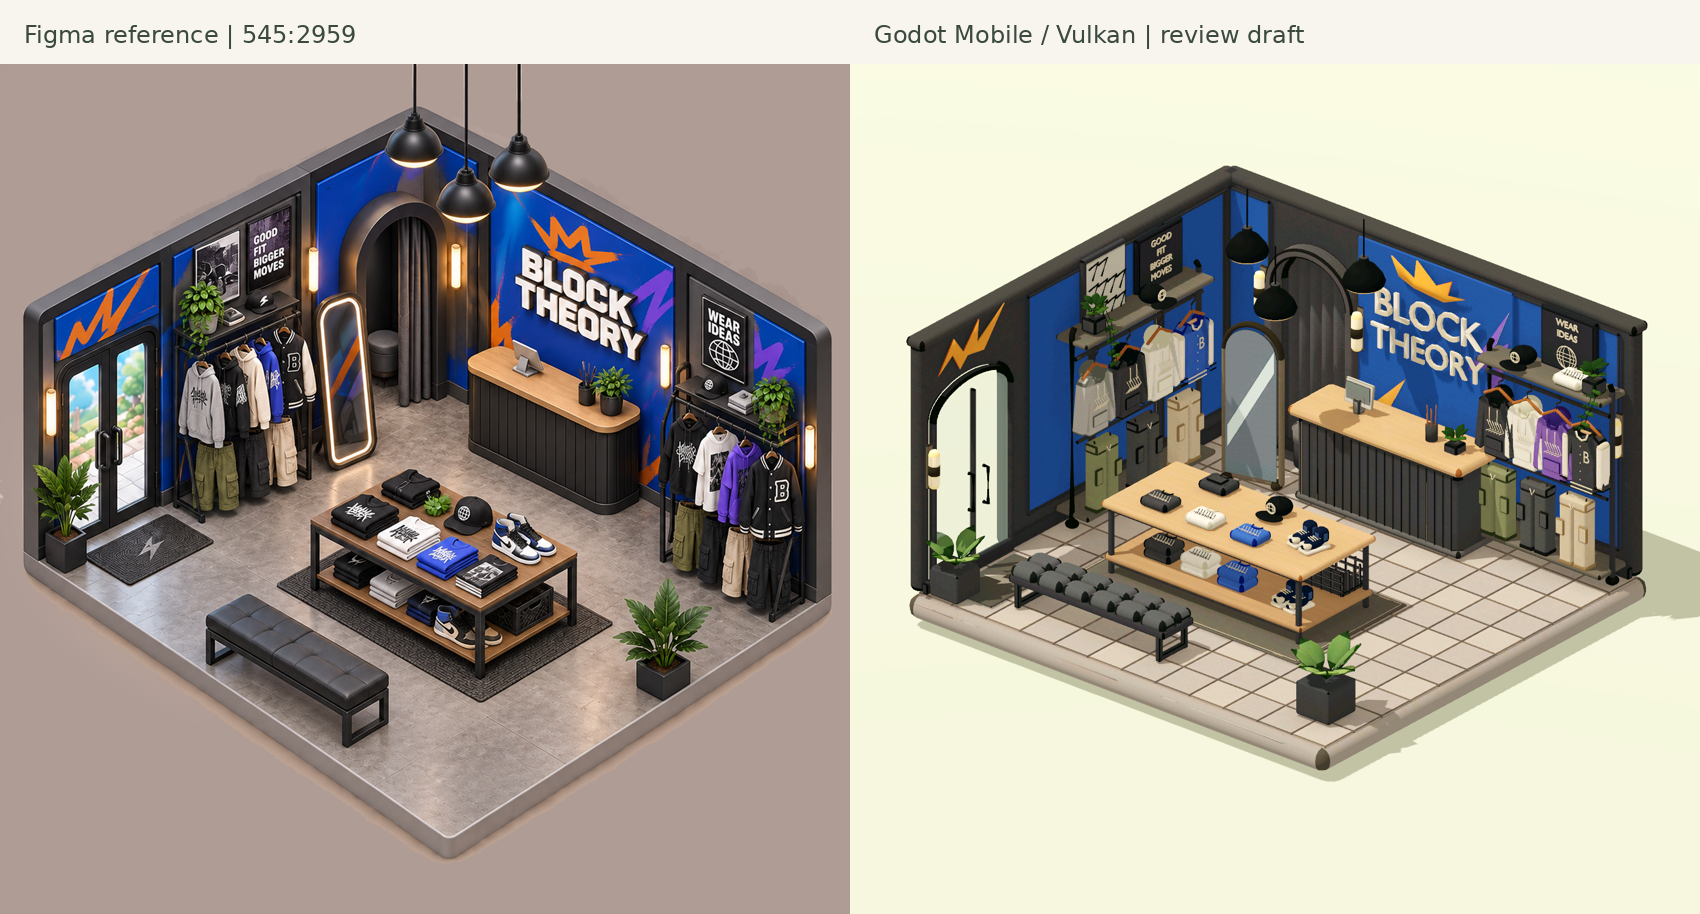 Figma reference | 545:2959
Godot Mobile / Vulkan | review draft
GOOD
FIT
BIGGER
MOVES
BLOCK
THEORY
WEAR
IDEAS
B
B
GOOD
FIT
BIGGER
MOVES
BLOCK
THEORY
WEAR
IDEAS
B
B